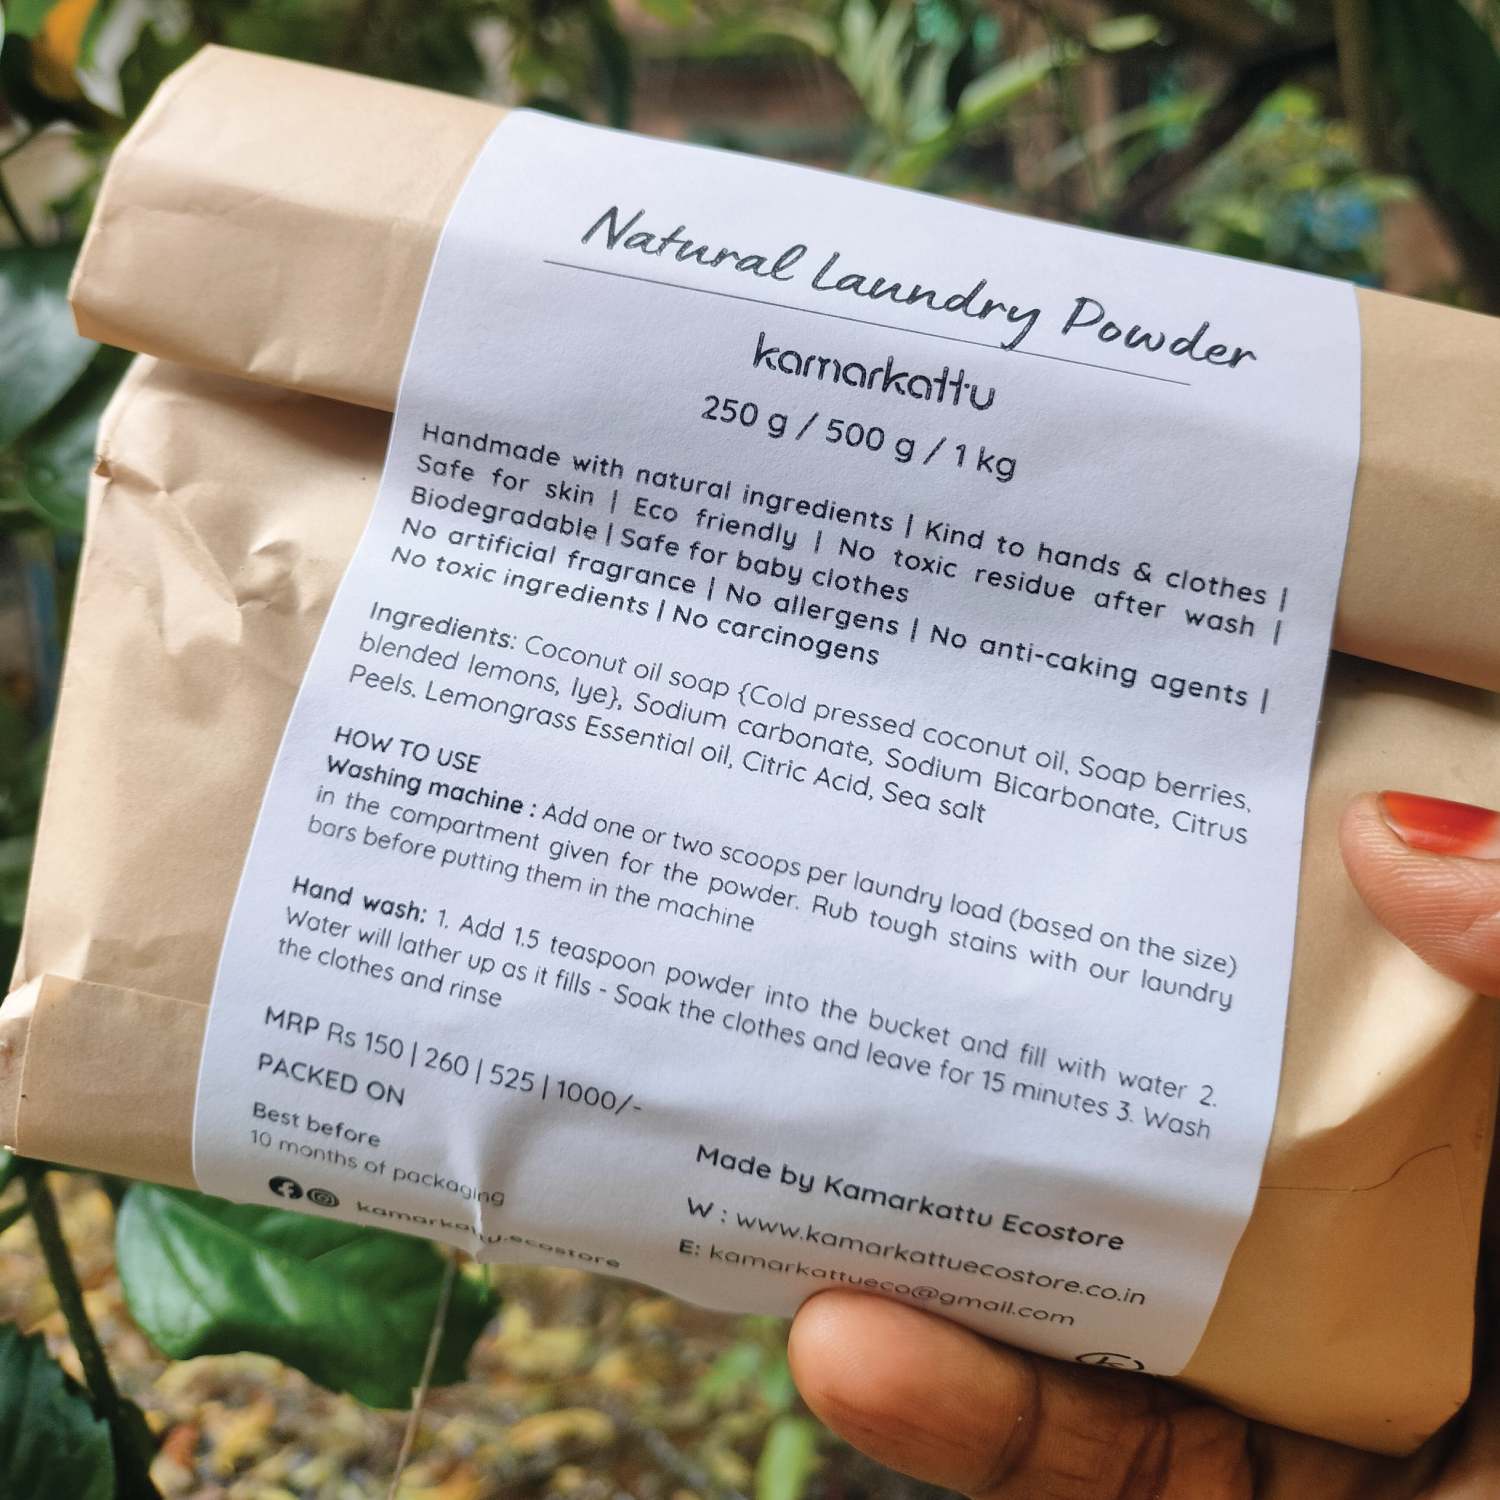 Natural Laundry Powder
kamarkattu
250 g / 500 g / 1 kg
Handmade with natural ingredients | Kind to hands & clothes |
Safe for skin | Eco friendly | No toxic residue after wash |
Biodegradable | Safe for baby clothes
No artificial fragrance | No allergens | No anti-caking agents |
No toxic ingredients | No carcinogens
Ingredients: Coconut oil soap {Cold pressed coconut oil, Soap berries,
blended lemons, lye}, Sodium carbonate, Sodium Bicarbonate, Citrus
Peels. Lemongrass Essential oil, Citric Acid, Sea salt
HOW TO USE
Washing machine : Add one or two scoops per laundry load (based on the size)
in the compartment given for the powder. Rub tough stains with our laundry
bars before putting them in the machine
Hand wash: 1. Add 1.5 teaspoon powder into the bucket and fill with water 2.
Water will lather up as it fills - Soak the clothes and leave for 15 minutes 3. Wash
the clothes and rinse
MRP Rs 150 | 260 | 525 | 1000/-
PACKED ON
Best before
10 months of packaging
kamarkattu.ecostore
Made by Kamarkattu Ecostore
W : www.kamarkattuecostore.co.in
E: kamarkattueco@gmail.com
k